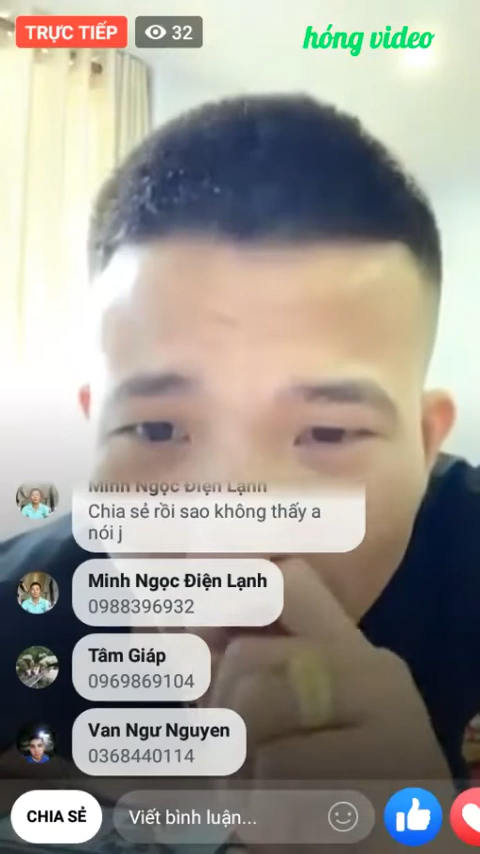 TRỰC TIẾP
32
hóng video
Minh Ngọc Điện Lạnh
Chia sẻ rồi sao không thấy a
nói j
Minh Ngọc Điện Lạnh
0988396932
Tâm Giáp
0969869104
Van Ngư Nguyen
0368440114
CHIA SẺ
Viết bình luận...